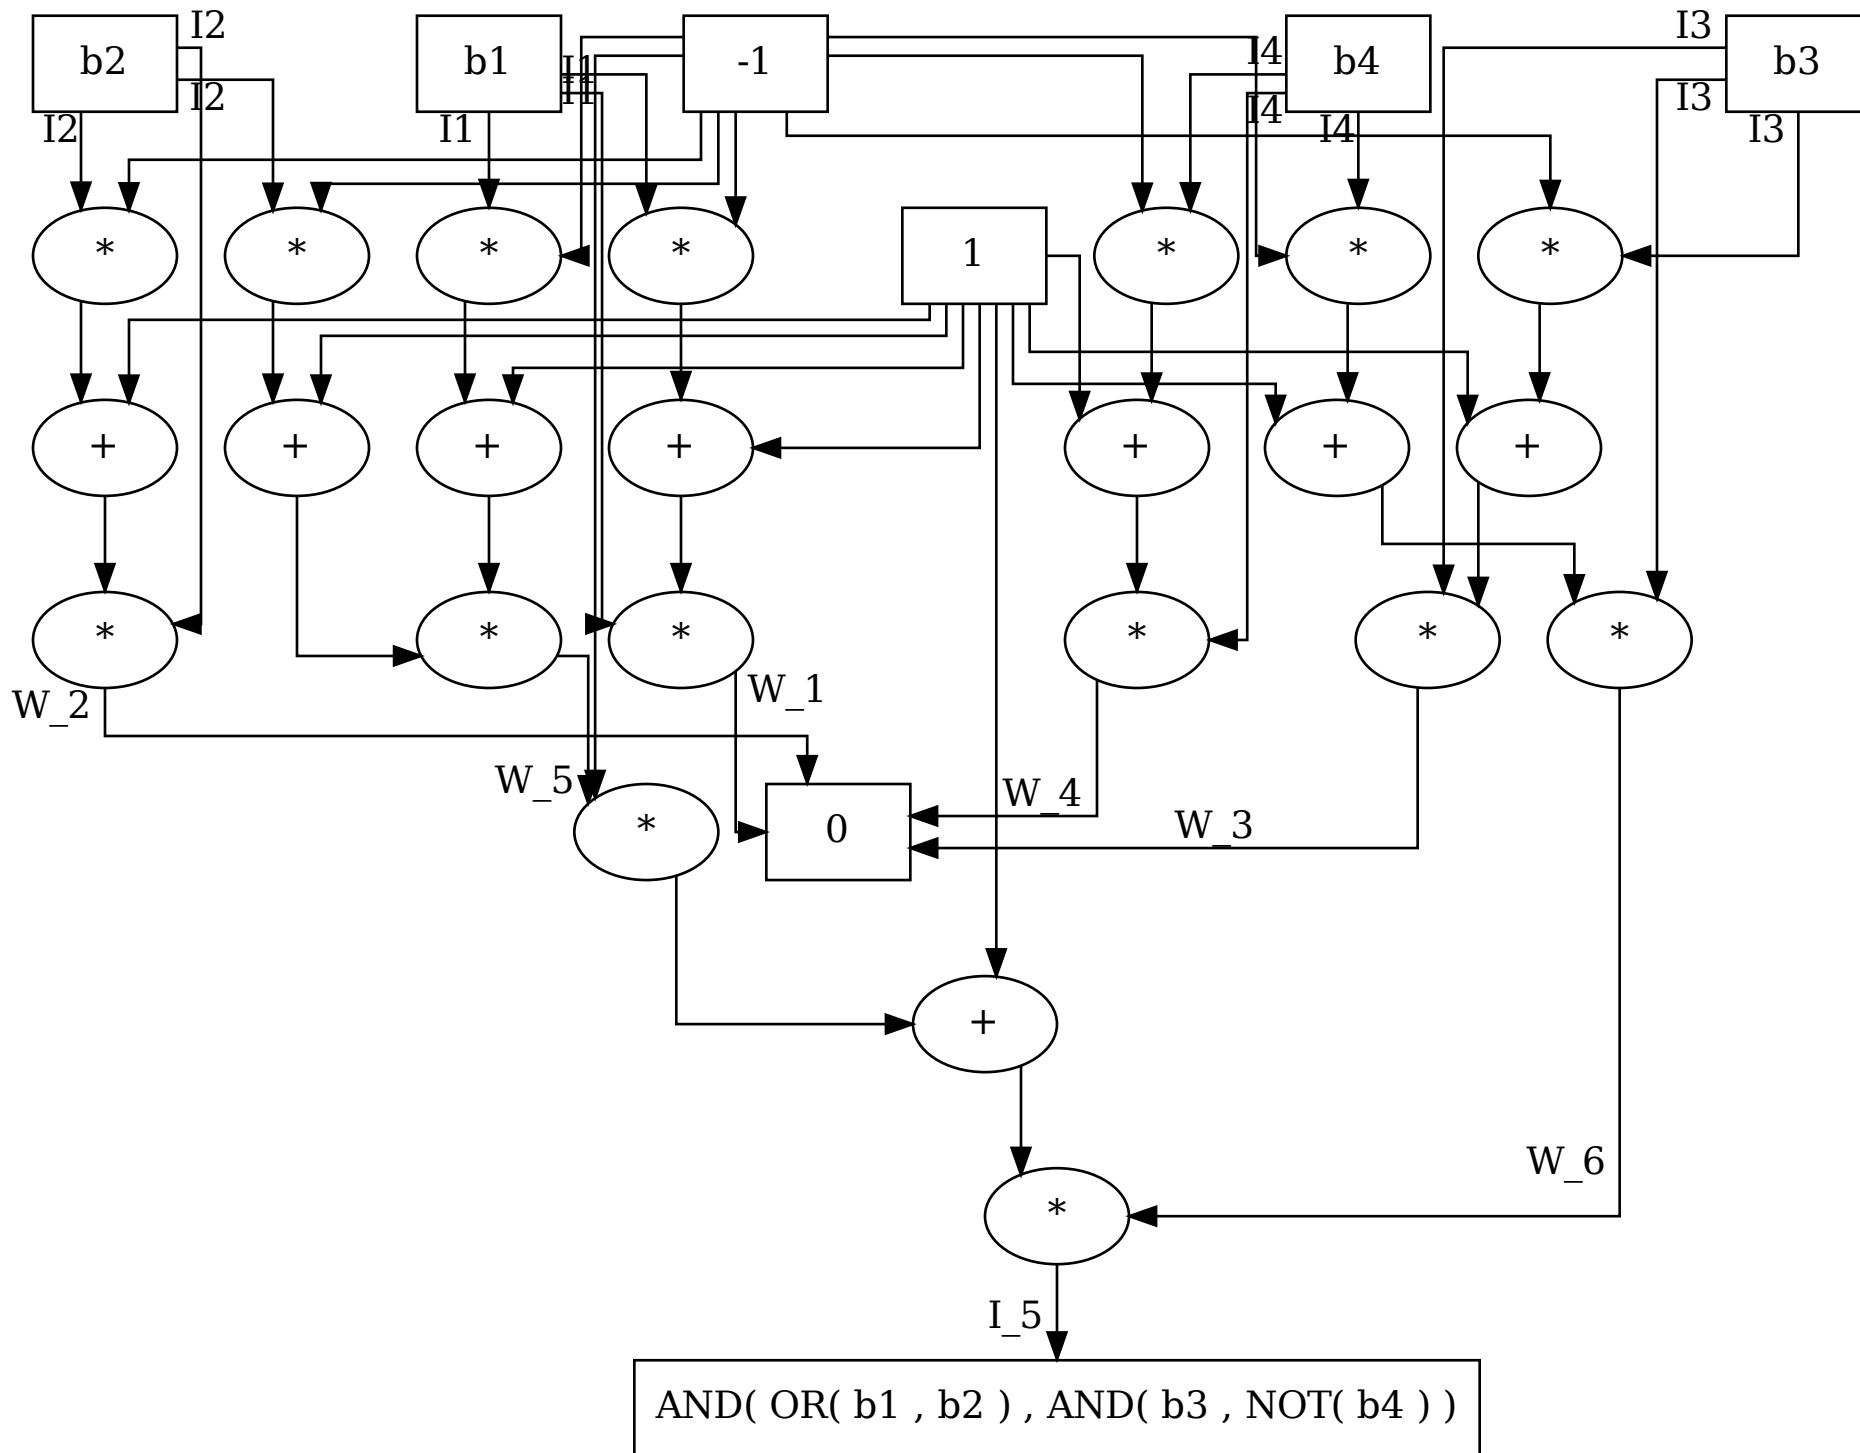 b2
I2
b1
-1
b4
I3
b3
I1
I4
I2
I1
I3
I2
I1
I4
I4
I3
*
*
*
*
1
*
*
*
+
+
+
+
+
+
+
*
*
*
*
*
*
W_2
W_1
W_5
*
0
W_4
W_3
+
W_6
*
I_5
AND( OR( b1 , b2 ) , AND( b3 , NOT( b4 ) )